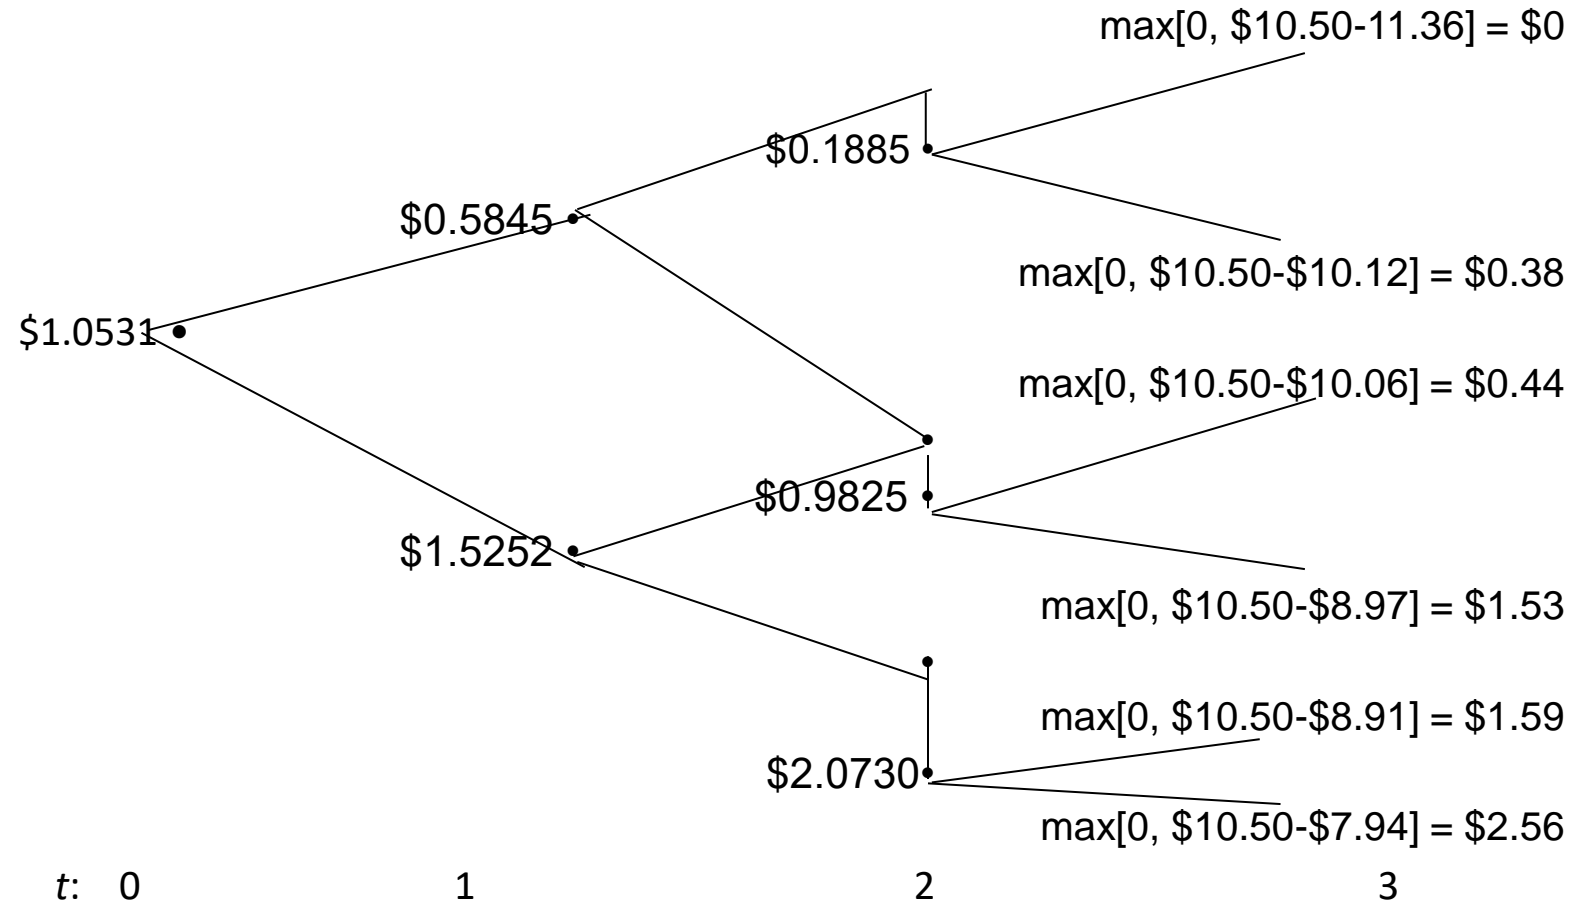 max[0, $10.50-11.36] = $0
$0.1885
$0.5845
max[0, $10.50-$10.12] = $0.38
$1.0531
max[0, $10.50-$10.06] = $0.44
$0.9825
$1.5252
max[0, $10.50-$8.97] = $1.53
max[0, $10.50-$8.91] = $1.59
$2.0730
max[0, $10.50-$7.94] = $2.56
t: 0 1 2 3